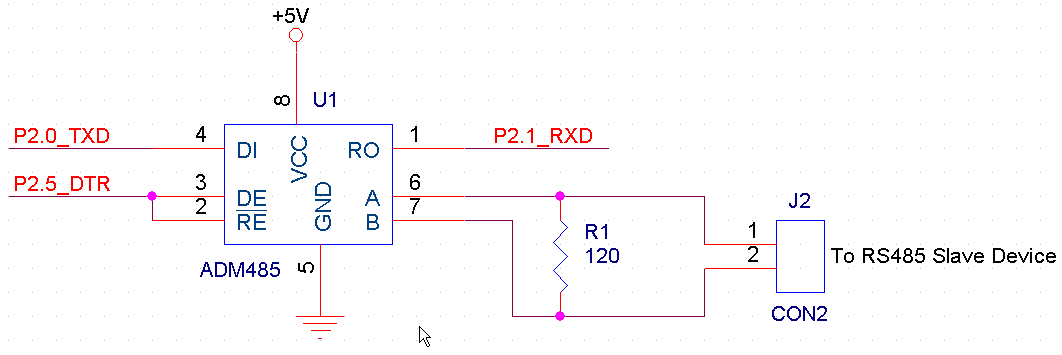 +5V
8
U1
P2.0_TXD
4
DI
VCC
RO
1
P2.1_RXD
P2.5_DTR
3
DE
GND
A
6
2
RE
B
7
J2
R1
120
1
2
To RS485 Slave Device
ADM485
5
CON2